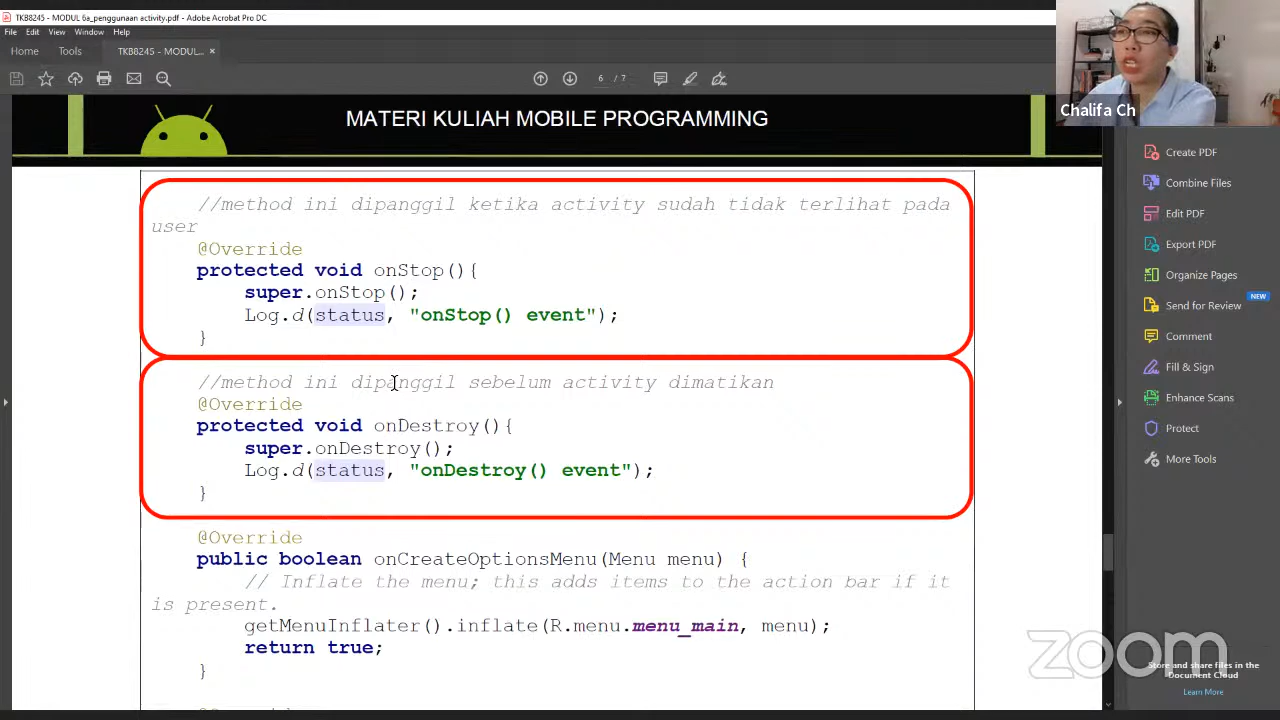 TKB8245 - MODUL 6a_penggunaan activity.pdf - Adobe Acrobat Pro DC
File Edit View Window Help
Home Tools TKB8245 - MODUL... ×
6 / 7
Chalifa Ch
MATERI KULIAH MOBILE PROGRAMMING
//method ini dipanggil ketika activity sudah tidak terlihat pada
user
@Override
protected void onStop(){
super.onStop();
Log.d(status, "onStop() event");
}
//method ini dipanggil sebelum activity dimatikan
@Override
protected void onDestroy(){
super.onDestroy();
Log.d(status, "onDestroy() event");
}
@Override
public boolean onCreateOptionsMenu(Menu menu) {
// Inflate the menu; this adds items to the action bar if it
is present.
getMenuInflater().inflate(R.menu.menu_main, menu);
return true;
}
Create PDF
Combine Files
Edit PDF
Export PDF
Organize Pages
Send for Review NEW
Comment
Fill & Sign
Enhance Scans
Protect
More Tools
zoom
Store and share files in the
Document Cloud
Learn More